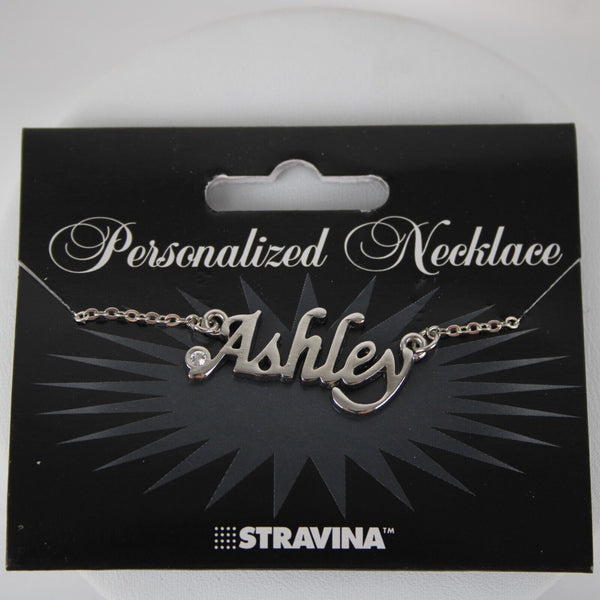 Personalized Necklace
Ashley
STRAVINA™